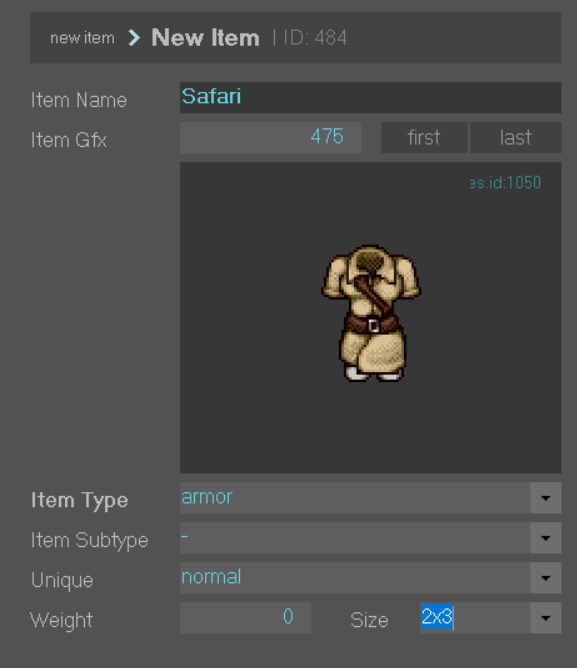 new item > New Item | ID: 484
Item Name Safari
Item Gfx 475 first last
es.id:1050
Item Type armor
Item Subtype -
Unique normal
Weight 0 Size 2x3